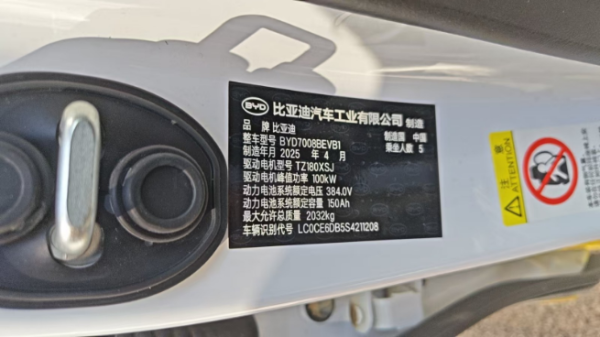 BYD 比亚迪汽车工业有限公司 制造
品 牌 比亚迪 制造国 中国
整车型号 BYD7008BEVB1 乘坐人数 5
制造年月 2025 年 4 月
驱动电机型号 TZ180XSJ
驱动电机峰值功率 100kW
动力电池系统额定电压 384.0V
动力电池系统额定容量 150Ah
最大允许总质量 2032kg
车辆识别代号 LC0CE6DB5S4211208
注 意
ATTENTION